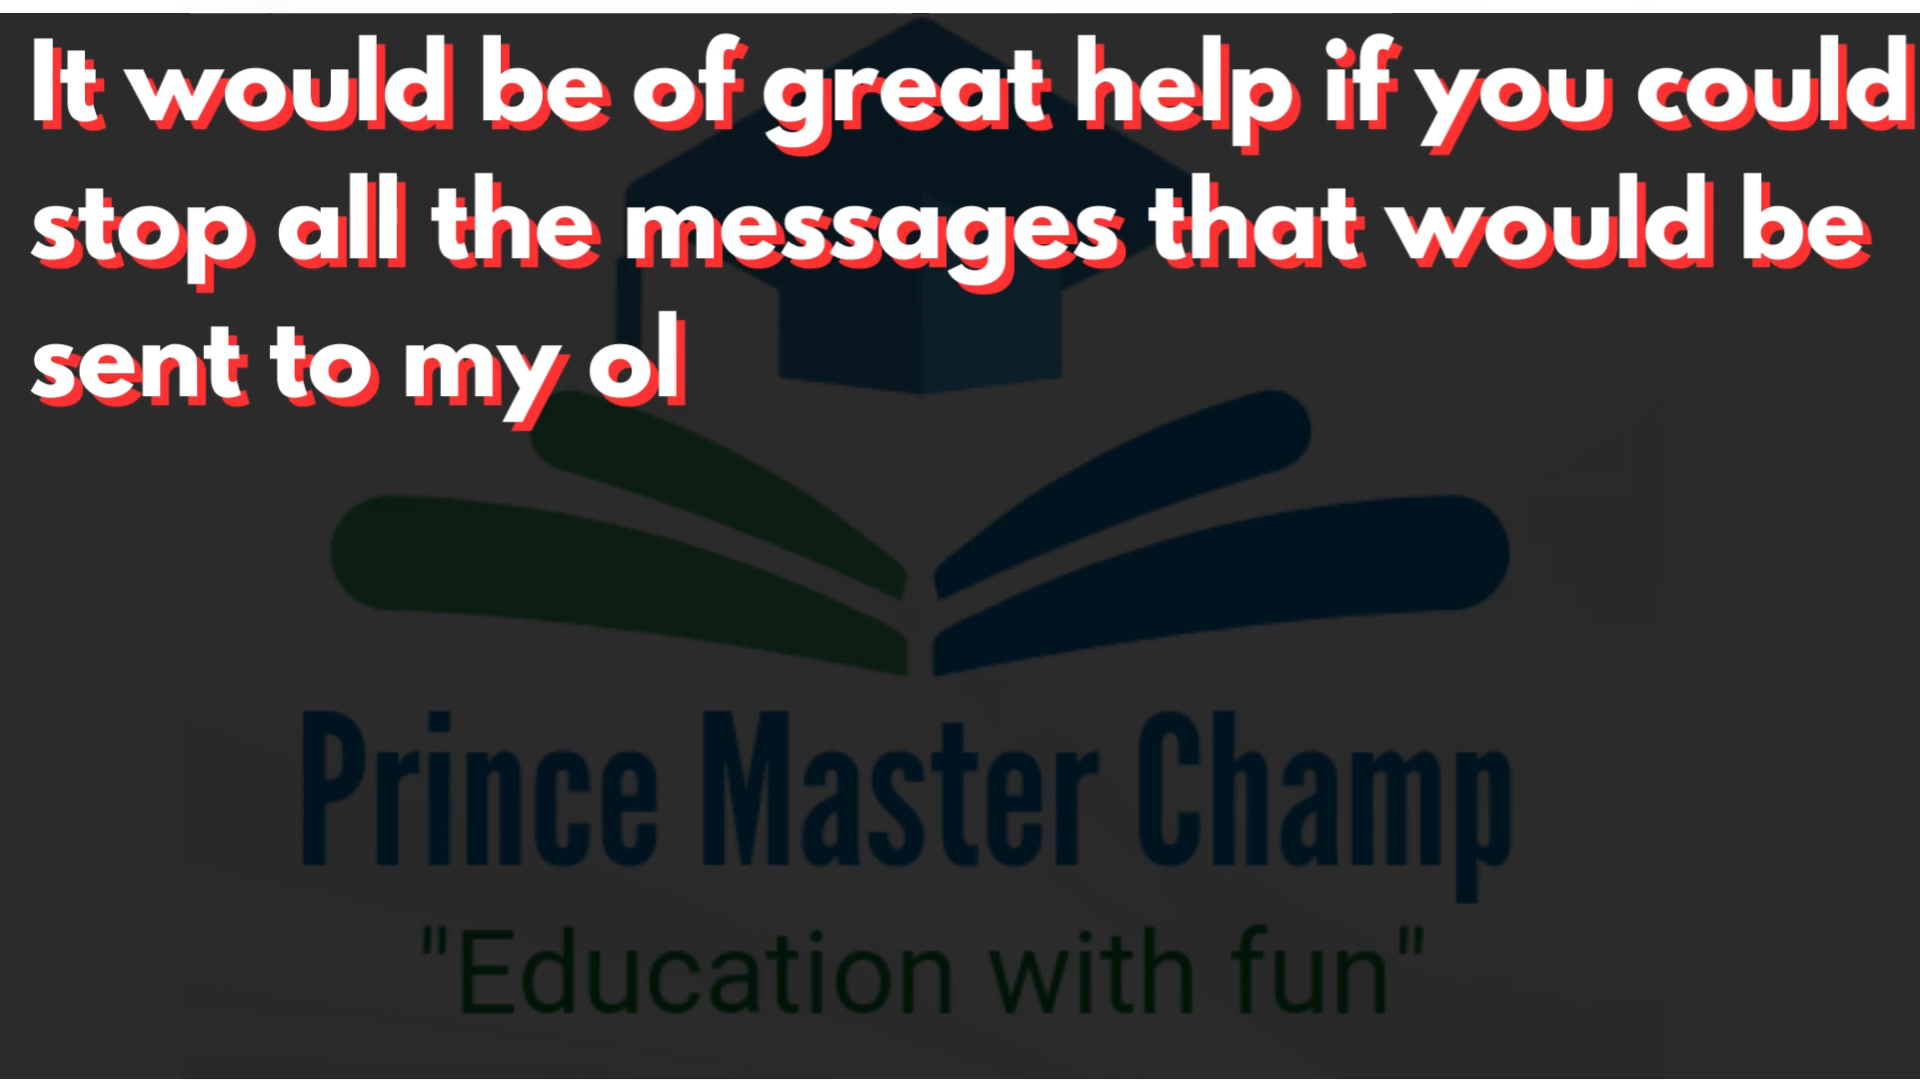 It would be of great help if you could
stop all the messages that would be
sent to my ol
Prince Master Champ
"Education with fun"